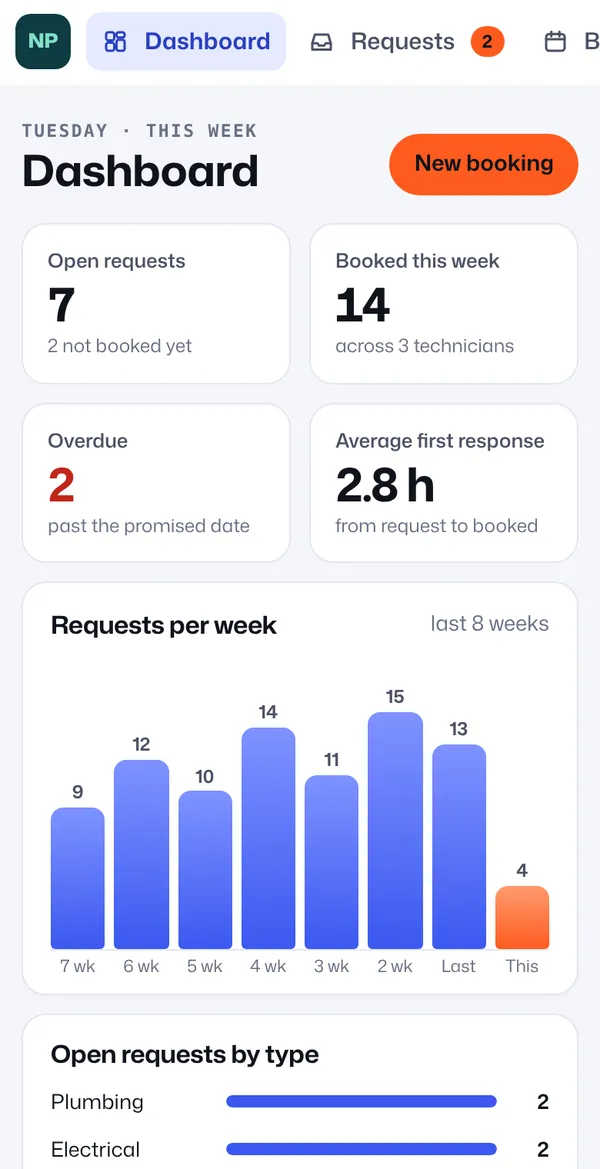 NP Dashboard Requests 2 B
TUESDAY · THIS WEEK
Dashboard
New booking
Open requests
7
2 not booked yet
Booked this week
14
across 3 technicians
Overdue
2
past the promised date
Average first response
2.8 h
from request to booked
Requests per week last 8 weeks
9 12 10 14 11 15 13 4
7 wk 6 wk 5 wk 4 wk 3 wk 2 wk Last This
Open requests by type
Plumbing 2
Electrical 2